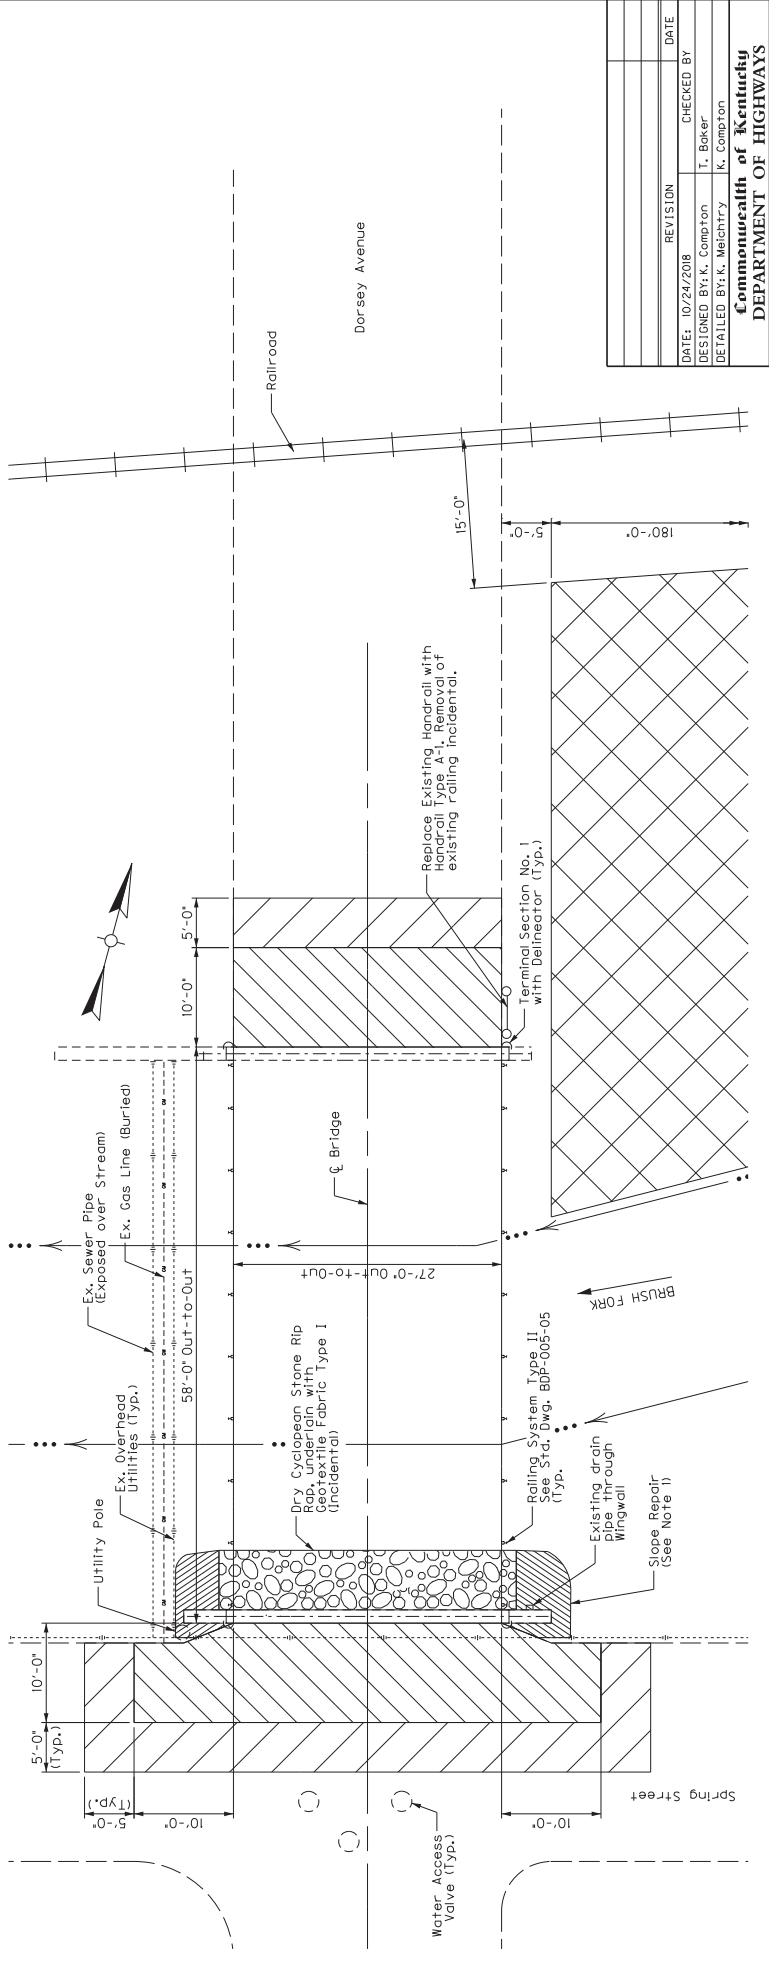 Dorsey Avenue
Railroad
15'-0"
5'-0"
180'-0"
REVISION
DATE
DATE: 10/24/2018
CHECKED BY
DESIGNED BY: K. Compton
T. Baker
DETAILED BY: K. Meichtry
K. Compton
Commonwealth of Kentucky
DEPARTMENT OF HIGHWAYS
Replace Existing Handrail with
Handrail Type A-1. Removal of
existing railing incidental.
Terminal Section No. 1
with Delineator (Typ.)
5'-0"
10'-0"
Ex. Sewer Pipe
(Exposed over Stream)
Ex. Gas Line (Buried)
58'-0" Out-to-Out
℄ Bridge
27'-0" Out-to-Out
BRUSH FORK
Ex. Overhead
Utilities (Typ.)
Utility Pole
Dry Cyclopean Stone Rip
Rap, underlain with
Geotextile Fabric Type I
(Incidental)
Railing System Type II
See Std. Dwg. BDP-005-05
(Typ.
Existing drain
pipe through
Wingwall
Slope Repair
(See Note 1)
10'-0"
5'-0"
(Typ.)
5'-0"
(Typ.)
10'-0"
10'-0"
Spring Street
Water Access
Valve (Typ.)